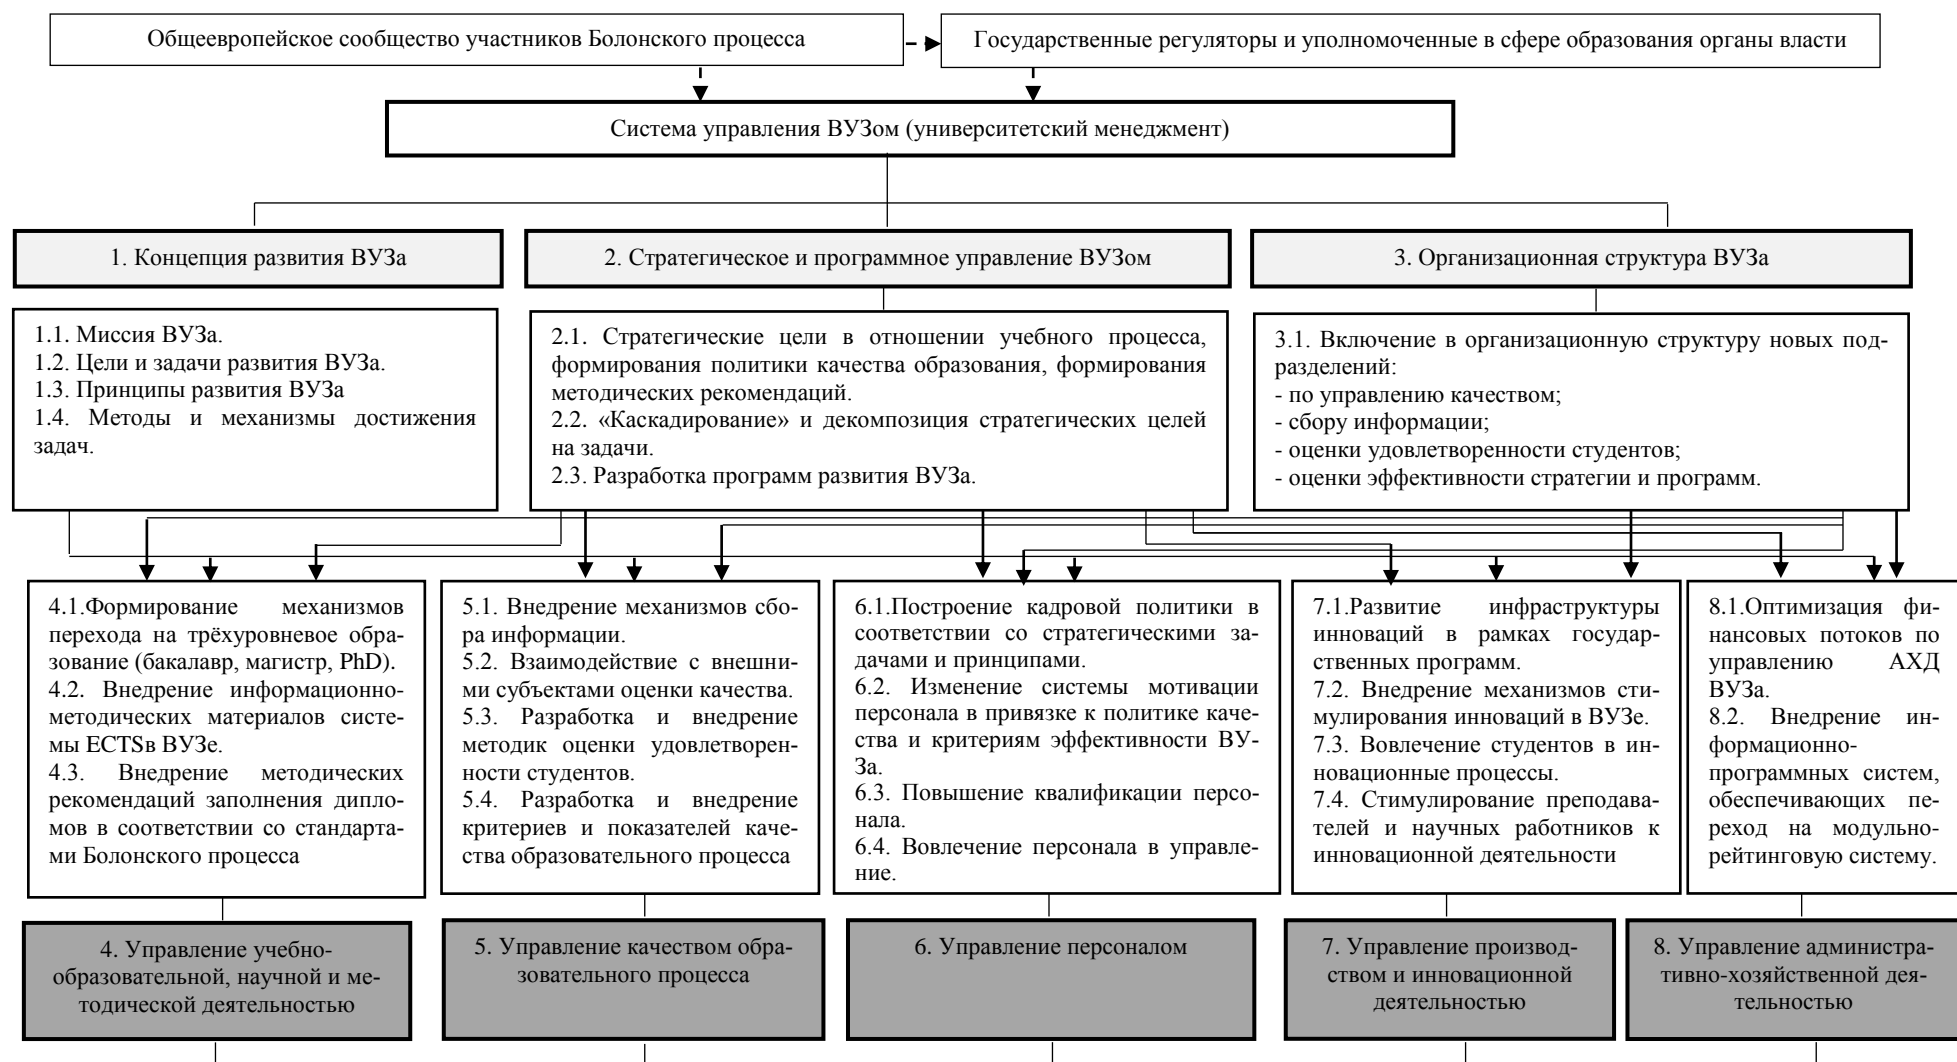 Общеевропейское сообщество участников Болонского процесса
Государственные регуляторы и уполномоченные в сфере образования органы власти
Система управления ВУЗом (университетский менеджмент)
1. Концепция развития ВУЗа
2. Стратегическое и программное управление ВУЗом
3. Организационная структура ВУЗа
1.1. Миссия ВУЗа.
1.2. Цели и задачи развития ВУЗа.
1.3. Принципы развития ВУЗа
1.4. Методы и механизмы достижения
задач.
2.1. Стратегические цели в отношении учебного процесса,
формирования политики качества образования, формирования
методических рекомендаций.
2.2. «Каскадирование» и декомпозиция стратегических целей
на задачи.
2.3. Разработка программ развития ВУЗа.
3.1. Включение в организационную структуру новых под-
разделений:
- по управлению качеством;
- сбору информации;
- оценки удовлетворенности студентов;
- оценки эффективности стратегии и программ.
4.1.Формирование механизмов
перехода на трёхуровневое обра-
зование (бакалавр, магистр, PhD).
4.2. Внедрение информационно-
методических материалов систе-
мы ECTSв ВУЗе.
4.3. Внедрение методических
рекомендаций заполнения дипло-
мов в соответствии со стандарта-
ми Болонского процесса
5.1. Внедрение механизмов сбо-
ра информации.
5.2. Взаимодействие с внешни-
ми субъектами оценки качества.
5.3. Разработка и внедрение
методик оценки удовлетворен-
ности студентов.
5.4. Разработка и внедрение
критериев и показателей каче-
ства образовательного процесса
6.1.Построение кадровой политики в
соответствии со стратегическими за-
дачами и принципами.
6.2. Изменение системы мотивации
персонала в привязке к политике каче-
ства и критериям эффективности ВУ-
За.
6.3. Повышение квалификации персо-
нала.
6.4. Вовлечение персонала в управле-
ние.
7.1.Развитие инфраструктуры
инноваций в рамках государ-
ственных программ.
7.2. Внедрение механизмов сти-
мулирования инноваций в ВУЗе.
7.3. Вовлечение студентов в ин-
новационные процессы.
7.4. Стимулирование преподава-
телей и научных работников к
инновационной деятельности
8.1.Оптимизация фи-
нансовых потоков по
управлению АХД
ВУЗа.
8.2. Внедрение ин-
формационно-
программных систем,
обеспечивающих пе-
реход на модульно-
рейтинговую систему.
4. Управление учебно-
образовательной, научной и ме-
тодической деятельностью
5. Управление качеством обра-
зовательного процесса
6. Управление персоналом
7. Управление производ-
ством и инновационной
деятельностью
8. Управление администра-
тивно-хозяйственной дея-
тельностью